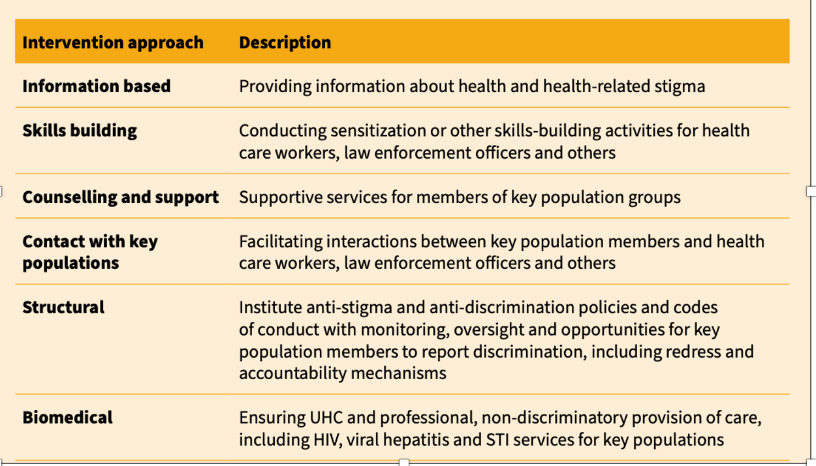 Intervention approach Description
Information based Providing information about health and health-related stigma
Skills building Conducting sensitization or other skills-building activities for health
care workers, law enforcement officers and others
Counselling and support Supportive services for members of key population groups
Contact with key populations Facilitating interactions between key population members and health
care workers, law enforcement officers and others
Structural Institute anti-stigma and anti-discrimination policies and codes
of conduct with monitoring, oversight and opportunities for key
population members to report discrimination, including redress and
accountability mechanisms
Biomedical Ensuring UHC and professional, non-discriminatory provision of care,
including HIV, viral hepatitis and STI services for key populations